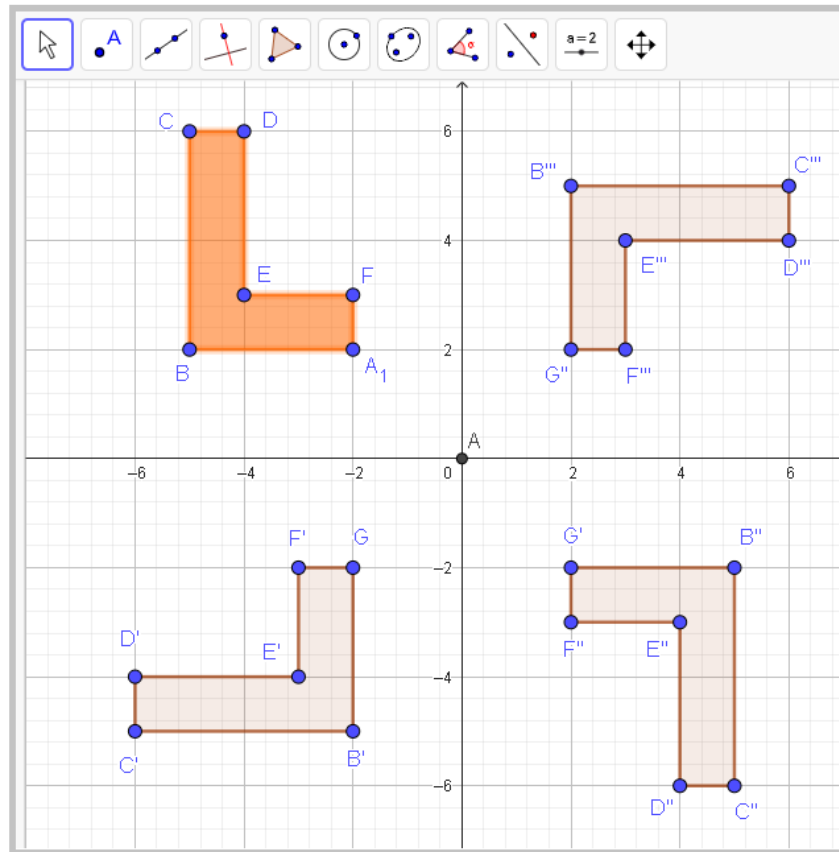 A α a = 2
C D 6 C'''
B'''
4
E F E''' D'''
B 2 A₁ G'' F'''
A
−6 −4 −2 0 2 4 6
F' G −2 G' B''
D' E' F'' E''
−4
C' B'
−6 D'' C''